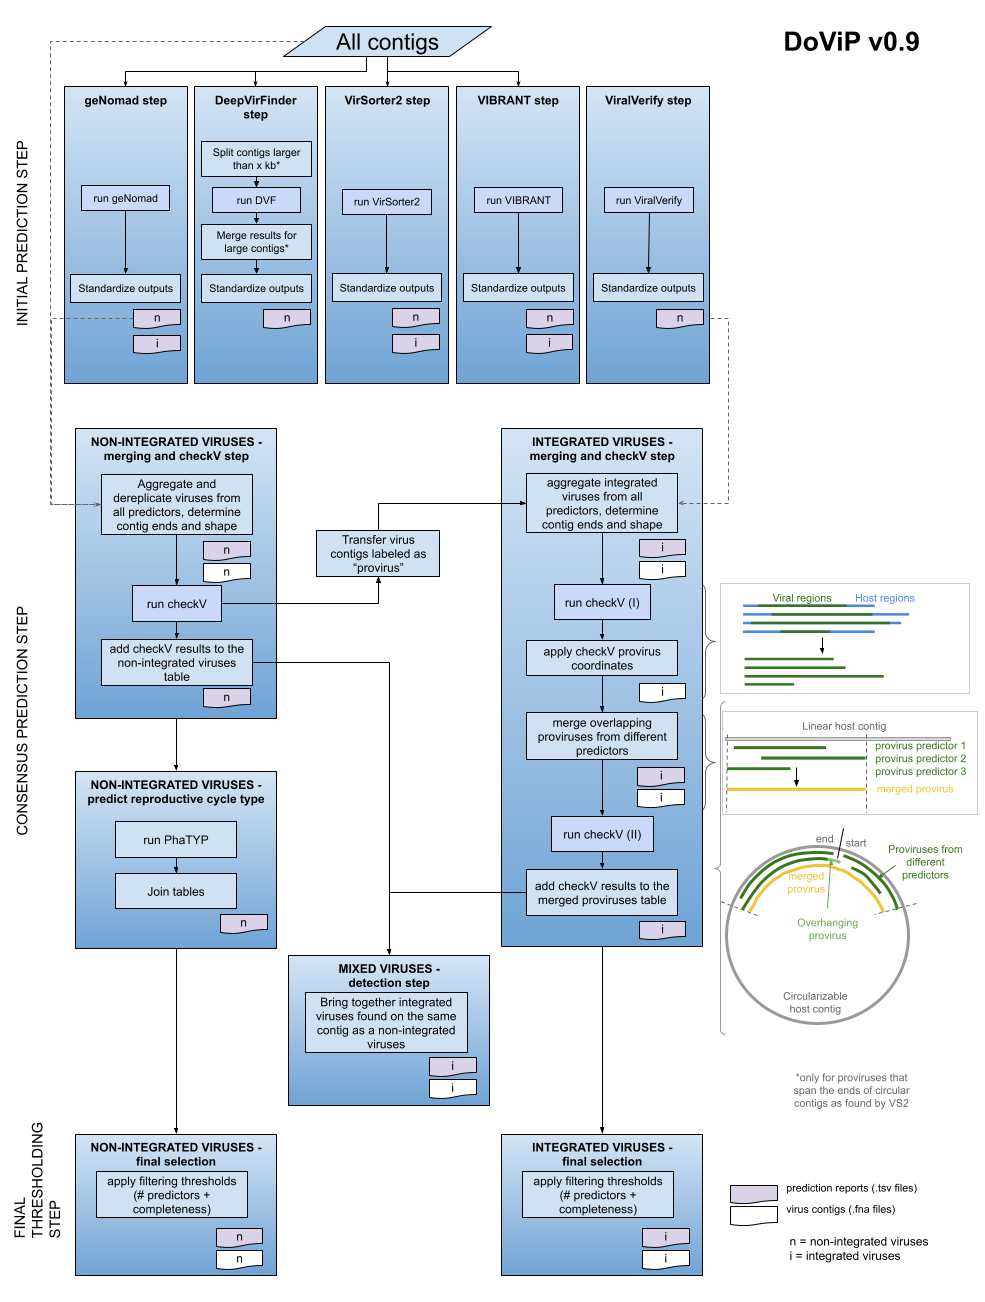 All contigs
DoViP v0.9
INITIAL PREDICTION STEP
geNomad step
run geNomad
Standardize outputs
n
i
DeepVirFinder
step
Split contigs larger
than x kb*
run DVF
Merge results for
large contigs*
Standardize outputs
n
VirSorter2 step
run VirSorter2
Standardize outputs
n
i
VIBRANT step
run VIBRANT
Standardize outputs
n
i
ViralVerify step
run ViralVerify
Standardize outputs
n
CONSENSUS PREDICTION STEP
NON-INTEGRATED VIRUSES -
merging and checkV step
Aggregate and
dereplicate viruses from
all predictors, determine
contig ends and shape
n
n
run checkV
add checkV results to the
non-integrated viruses
table
n
Transfer virus
contigs labeled as
“provirus”
INTEGRATED VIRUSES -
merging and checkV step
aggregate integrated
viruses from all
predictors, determine
contig ends and shape
i
i
run checkV (I)
apply checkV provirus
coordinates
i
merge overlapping
proviruses from different
predictors
i
i
run checkV (II)
add checkV results to the
merged proviruses table
i
Viral regions
Host regions
Linear host contig
provirus predictor 1
provirus predictor 2
provirus predictor 3
merged provirus
end
start
Proviruses from
different
predictors
merged
provirus
Overhanging
provirus
Circularizable
host contig
*only for proviruses that
span the ends of circular
contigs as found by VS2
NON-INTEGRATED VIRUSES -
predict reproductive cycle type
run PhaTYP
Join tables
n
MIXED VIRUSES -
detection step
Bring together integrated
viruses found on the same
contig as a non-integrated
viruses
i
i
FINAL
THRESHOLDING
STEP
NON-INTEGRATED VIRUSES -
final selection
apply filtering thresholds
(# predictors +
completeness)
n
n
INTEGRATED VIRUSES -
final selection
apply filtering thresholds
(# predictors +
completeness)
i
i
prediction reports (.tsv files)
virus contigs (.fna files)
n = non-integrated viruses
i = integrated viruses